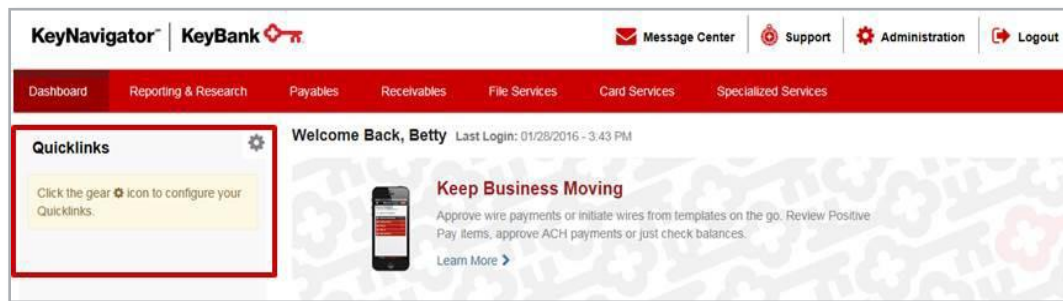 KeyNavigator℠ KeyBank
Message Center Support Administration Logout
Dashboard Reporting & Research Payables Receivables File Services Card Services Specialized Services
Quicklinks
Click the gear icon to configure your
Quicklinks.
Welcome Back, Betty Last Login: 01/28/2016 - 3:43 PM
Keep Business Moving
Approve wire payments or initiate wires from templates on the go. Review Positive
Pay items, approve ACH payments or just check balances.
Learn More